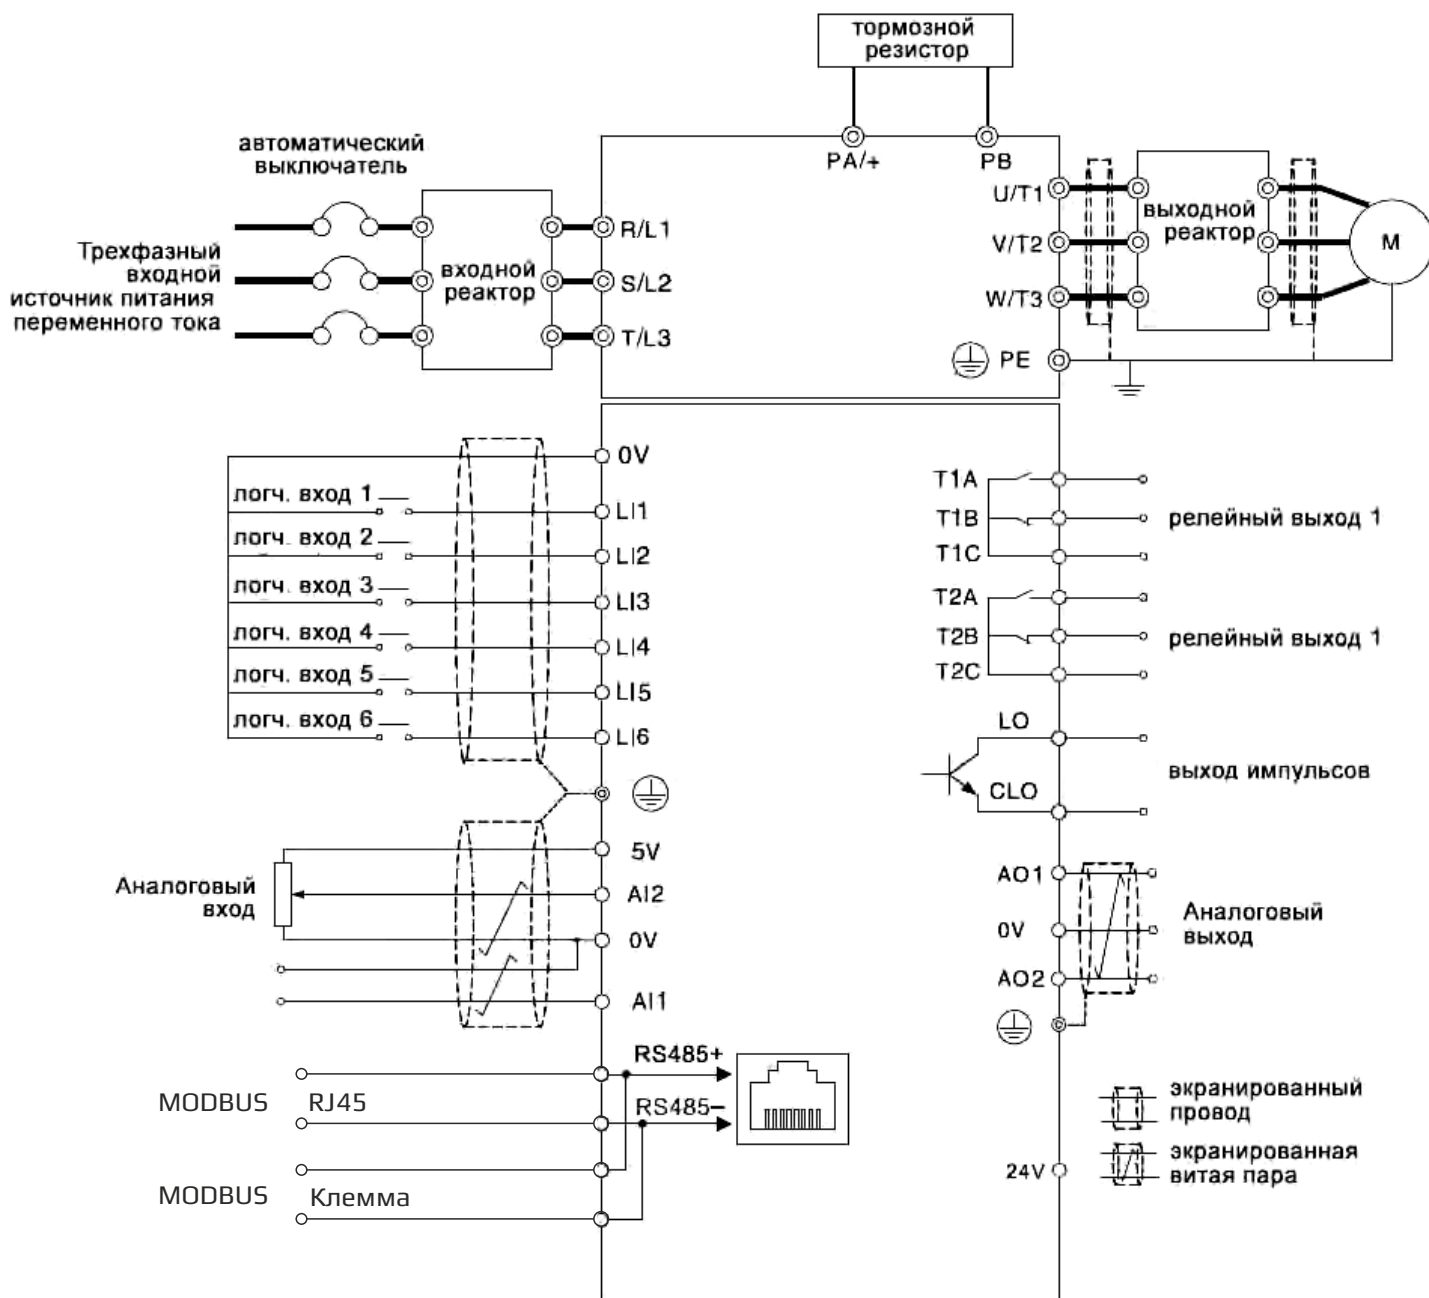 тормозной
резистор
PA/+
PB
автоматический
выключатель
Трехфазный
входной
источник питания
переменного тока
входной
реактор
R/L1
S/L2
T/L3
U/T1
V/T2
W/T3
PE
выходной
реактор
M
0V
логч. вход 1
LI1
логч. вход 2
LI2
логч. вход 3
LI3
логч. вход 4
LI4
логч. вход 5
LI5
логч. вход 6
LI6
T1A
T1B
T1C
релейный выход 1
T2A
T2B
T2C
релейный выход 1
LO
CLO
выход импульсов
Аналоговый
вход
5V
AI2
0V
AI1
AO1
0V
AO2
Аналоговый
выход
MODBUS RJ45
RS485+
RS485−
MODBUS Клемма
24V
экранированный
провод
экранированная
витая пара